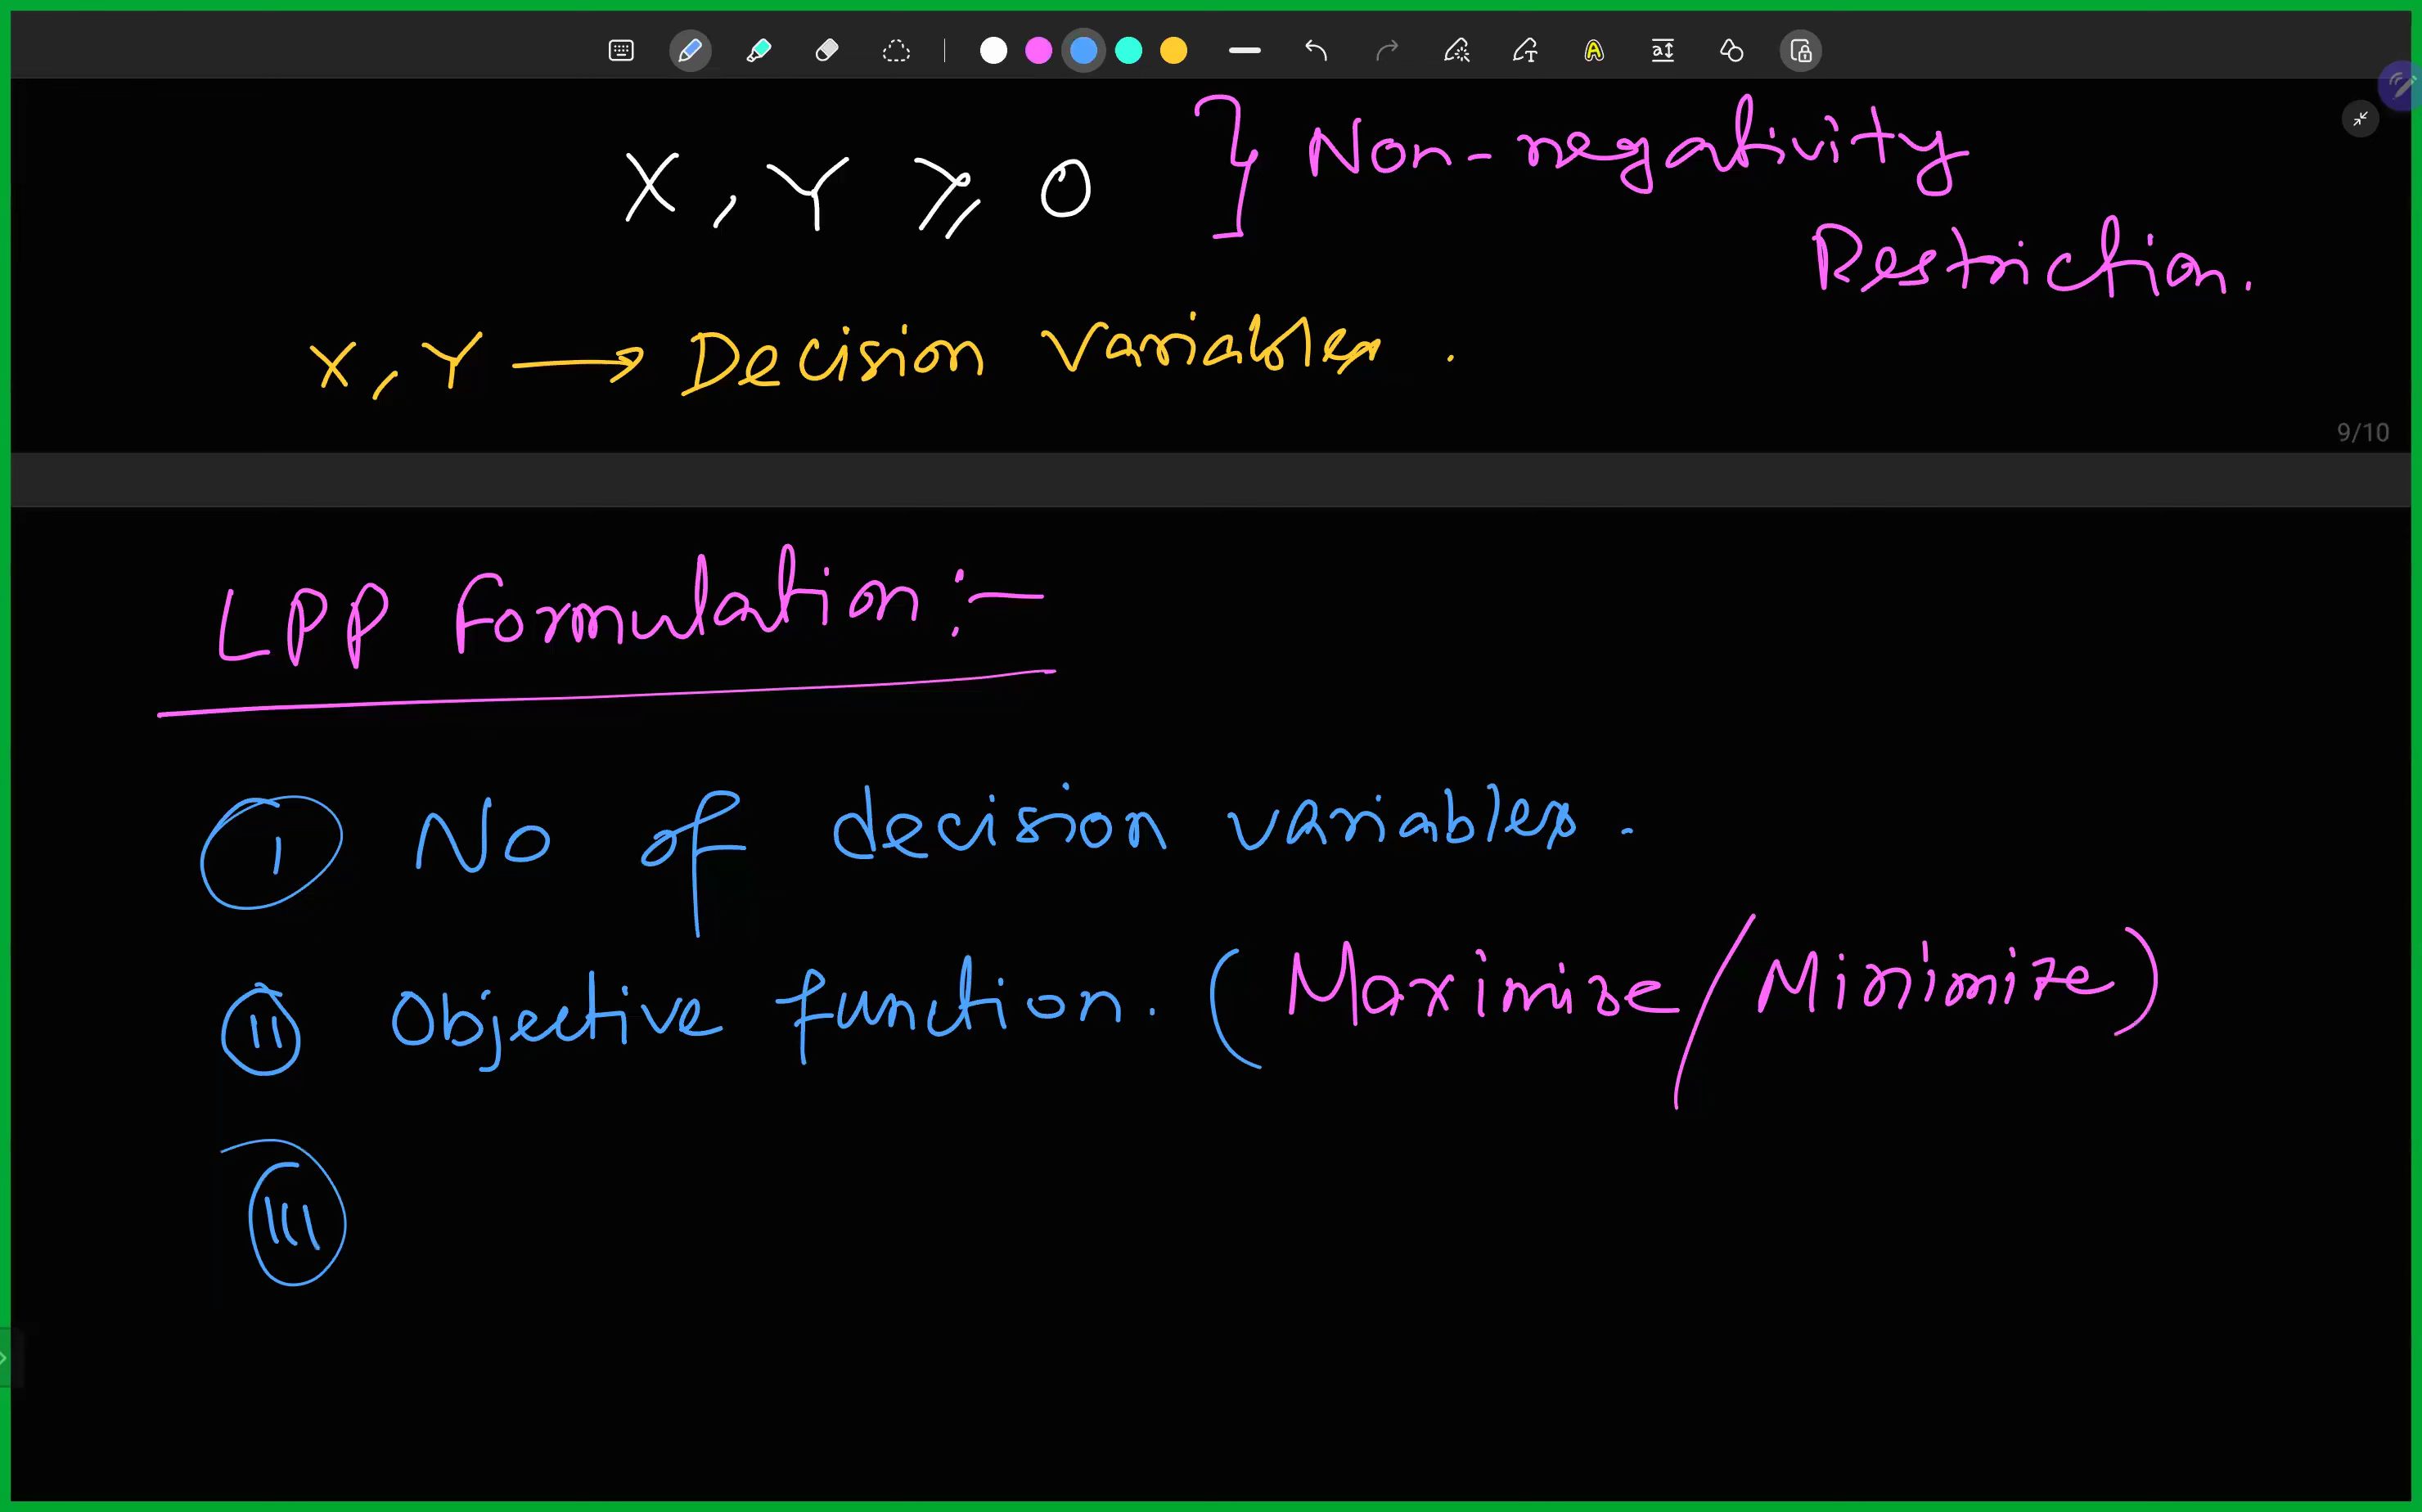 X, Y ⩾ 0 } Non-negativity
Restriction.
X, Y → Decision Variables.
9/10
LPP Formulation :-
I No of decision variables.
II Objective function. (Maximise/Minimize)
III